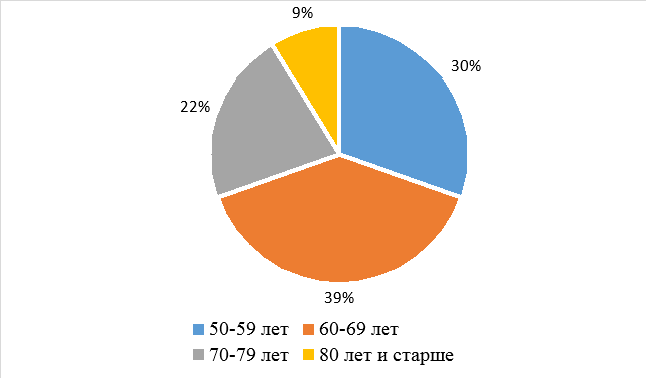 9%
30%
22%
39%
50-59 лет 60-69 лет
70-79 лет 80 лет и старше